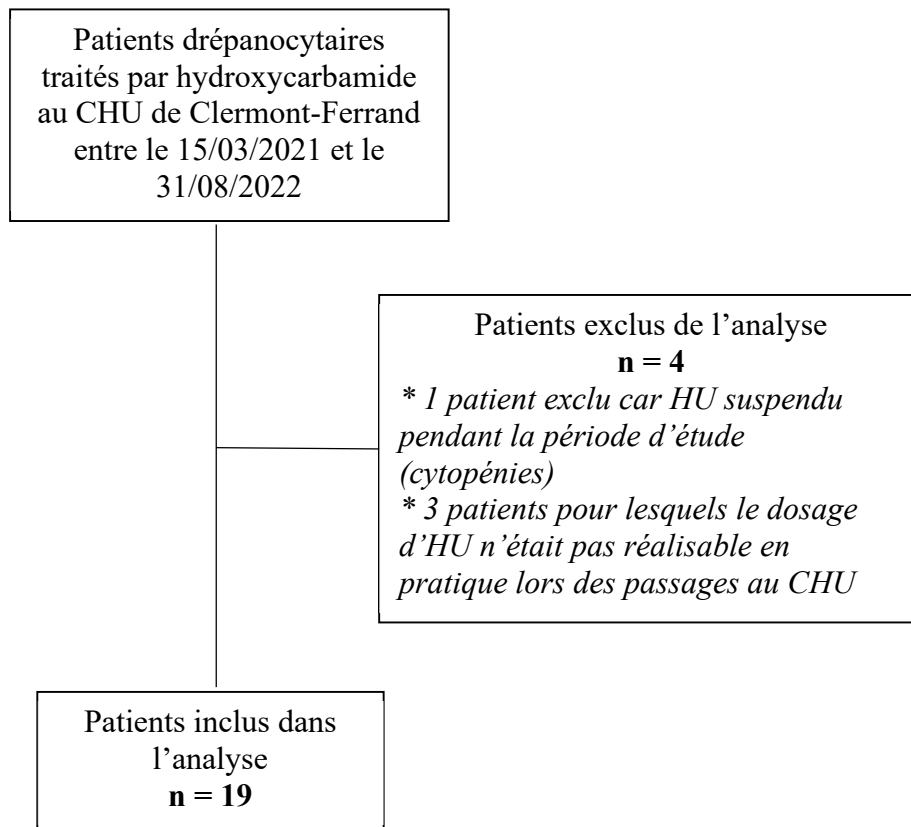 Patients drépanocytaires
traités par hydroxycarbamide
au CHU de Clermont-Ferrand
entre le 15/03/2021 et le
31/08/2022
Patients exclus de l’analyse
n = 4
* 1 patient exclu car HU suspendu
pendant la période d’étude
(cytopénies)
* 3 patients pour lesquels le dosage
d’HU n’était pas réalisable en
pratique lors des passages au CHU
Patients inclus dans
l’analyse
n = 19